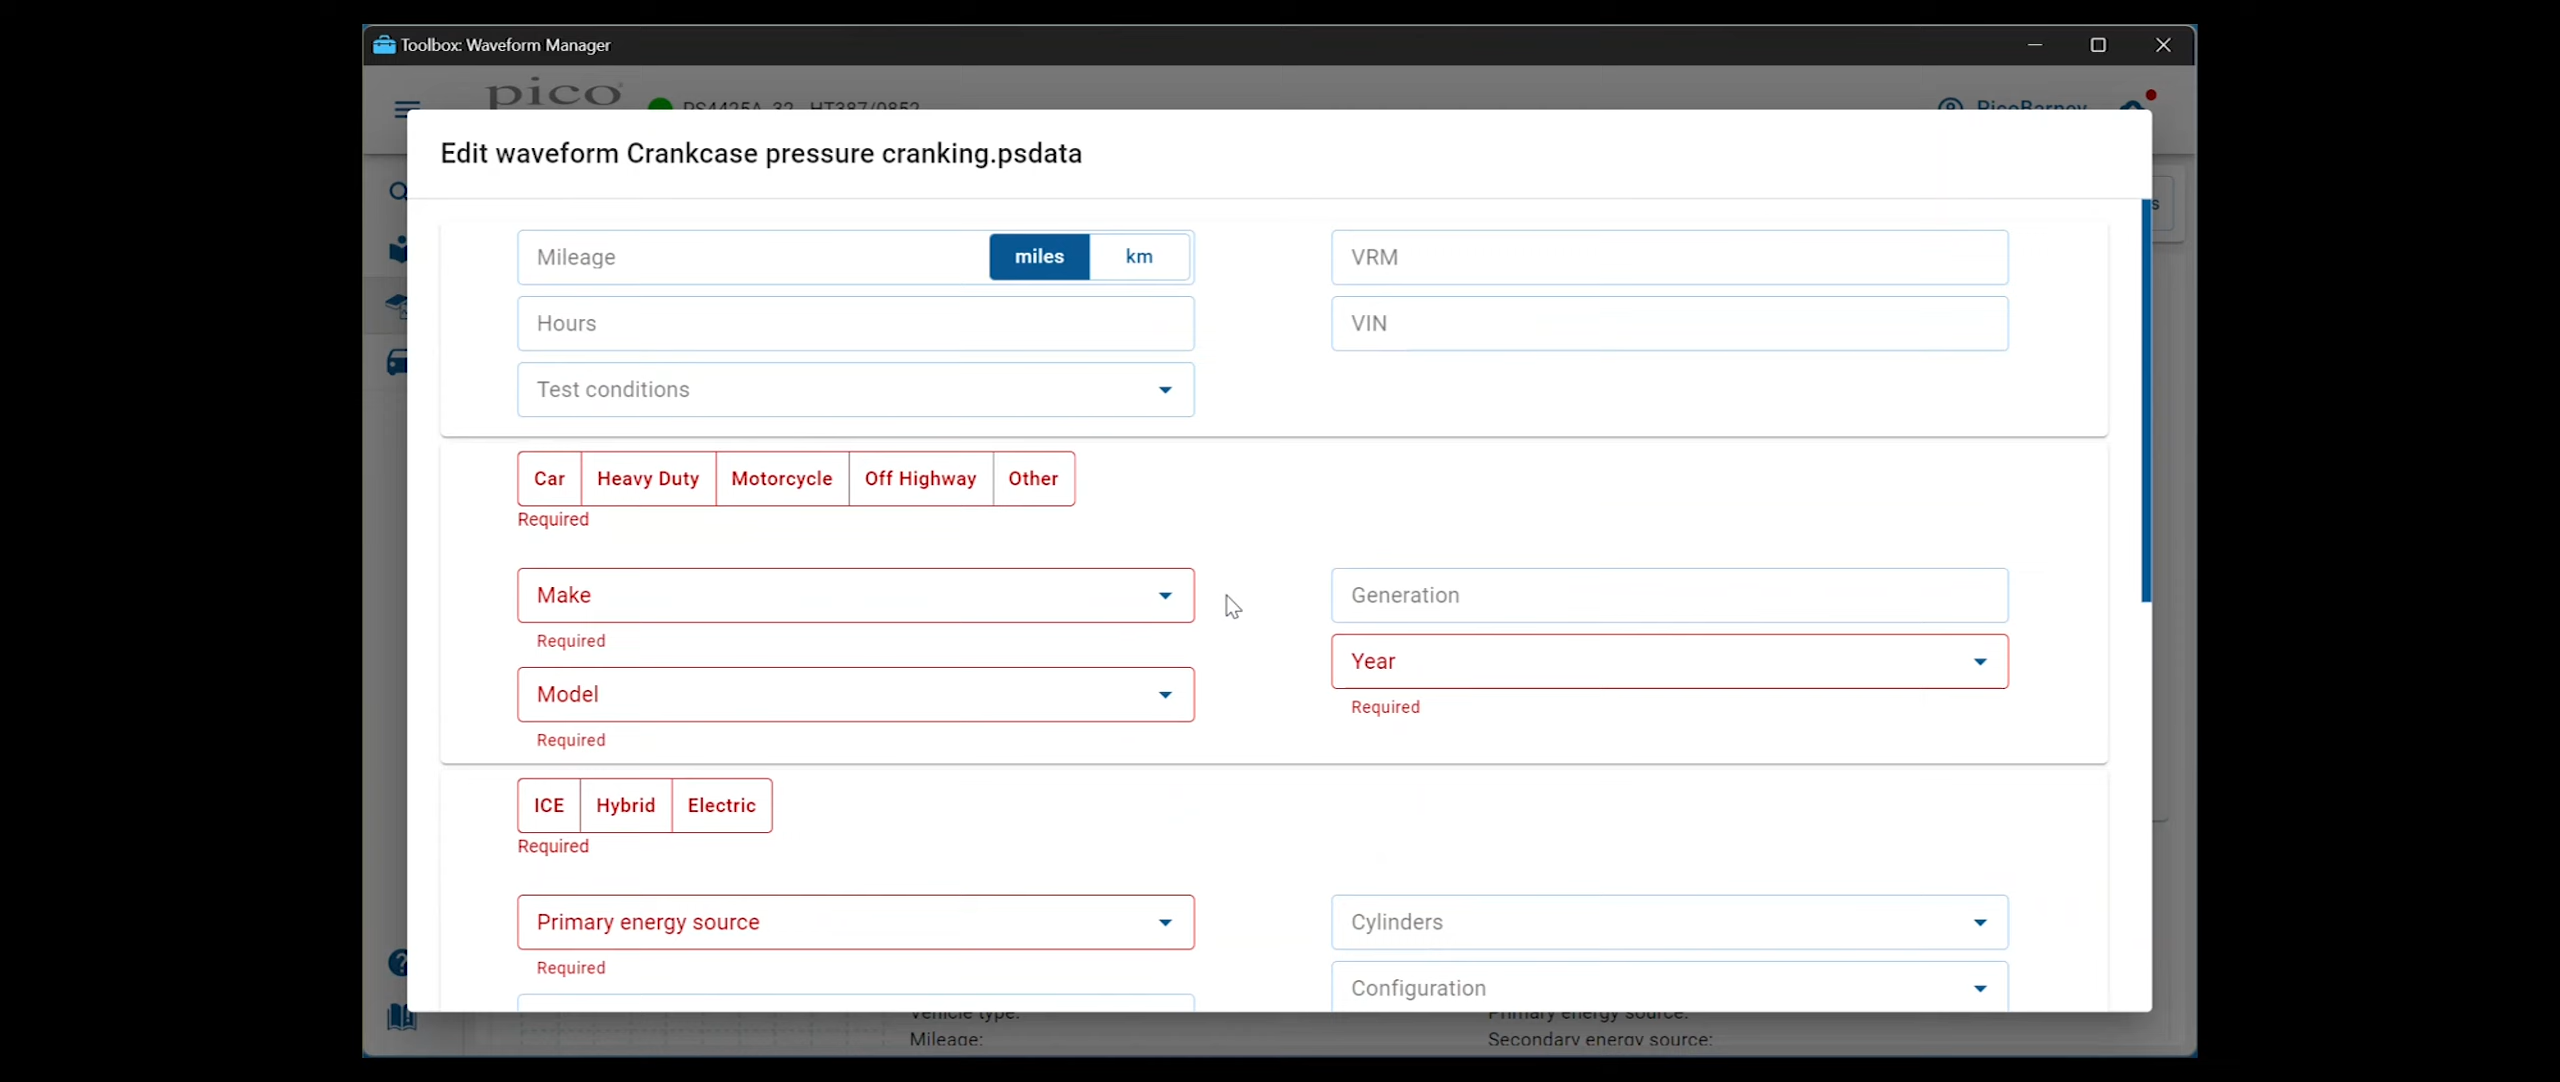 Toolbox: Waveform Manager
pico
PS4425A-32 - HT387/0852
PicoBarney
Edit waveform Crankcase pressure cranking.psdata
Mileage
miles
km
VRM
Hours
VIN
Test conditions
Car
Heavy Duty
Motorcycle
Off Highway
Other
Required
Make
Generation
Required
Year
Model
Required
Required
ICE
Hybrid
Electric
Required
Primary energy source
Cylinders
Required
Configuration
Vehicle type:
Primary energy source:
Mileage:
Secondary energy source: